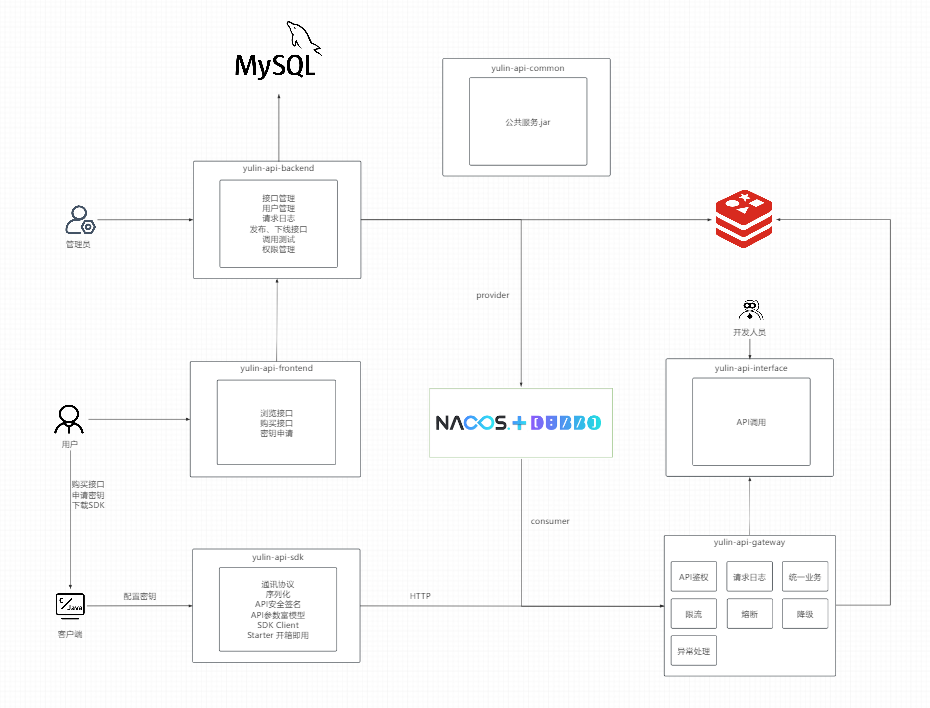 MySQL
yulin-api-common
公共服务.jar
yulin-api-backend
接口管理
用户管理
请求日志
发布、下线接口
调用测试
权限管理
管理员
provider
开发人员
yulin-api-interface
API调用
yulin-api-frontend
浏览接口
购买接口
密钥申请
NACOS.+DUBBO
用户
购买接口
申请密钥
下载SDK
consumer
yulin-api-gateway
API鉴权
请求日志
统一业务
限流
熔断
降级
异常处理
yulin-api-sdk
通讯协议
序列化
API安全签名
API参数富模型
SDK Client
Starter 开箱即用
C
Java
配置密钥
HTTP
客户端